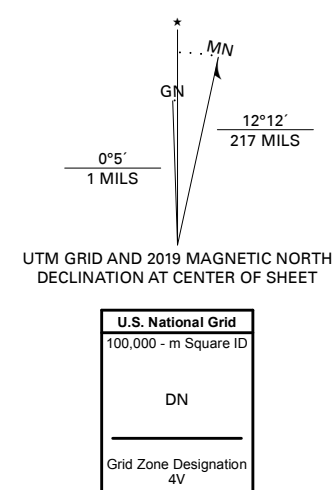 ★
MN
GN
12°12´
217 MILS
0°5´
1 MILS
UTM GRID AND 2019 MAGNETIC NORTH
DECLINATION AT CENTER OF SHEET
U.S. National Grid
100,000 - m Square ID
DN
Grid Zone Designation
4V